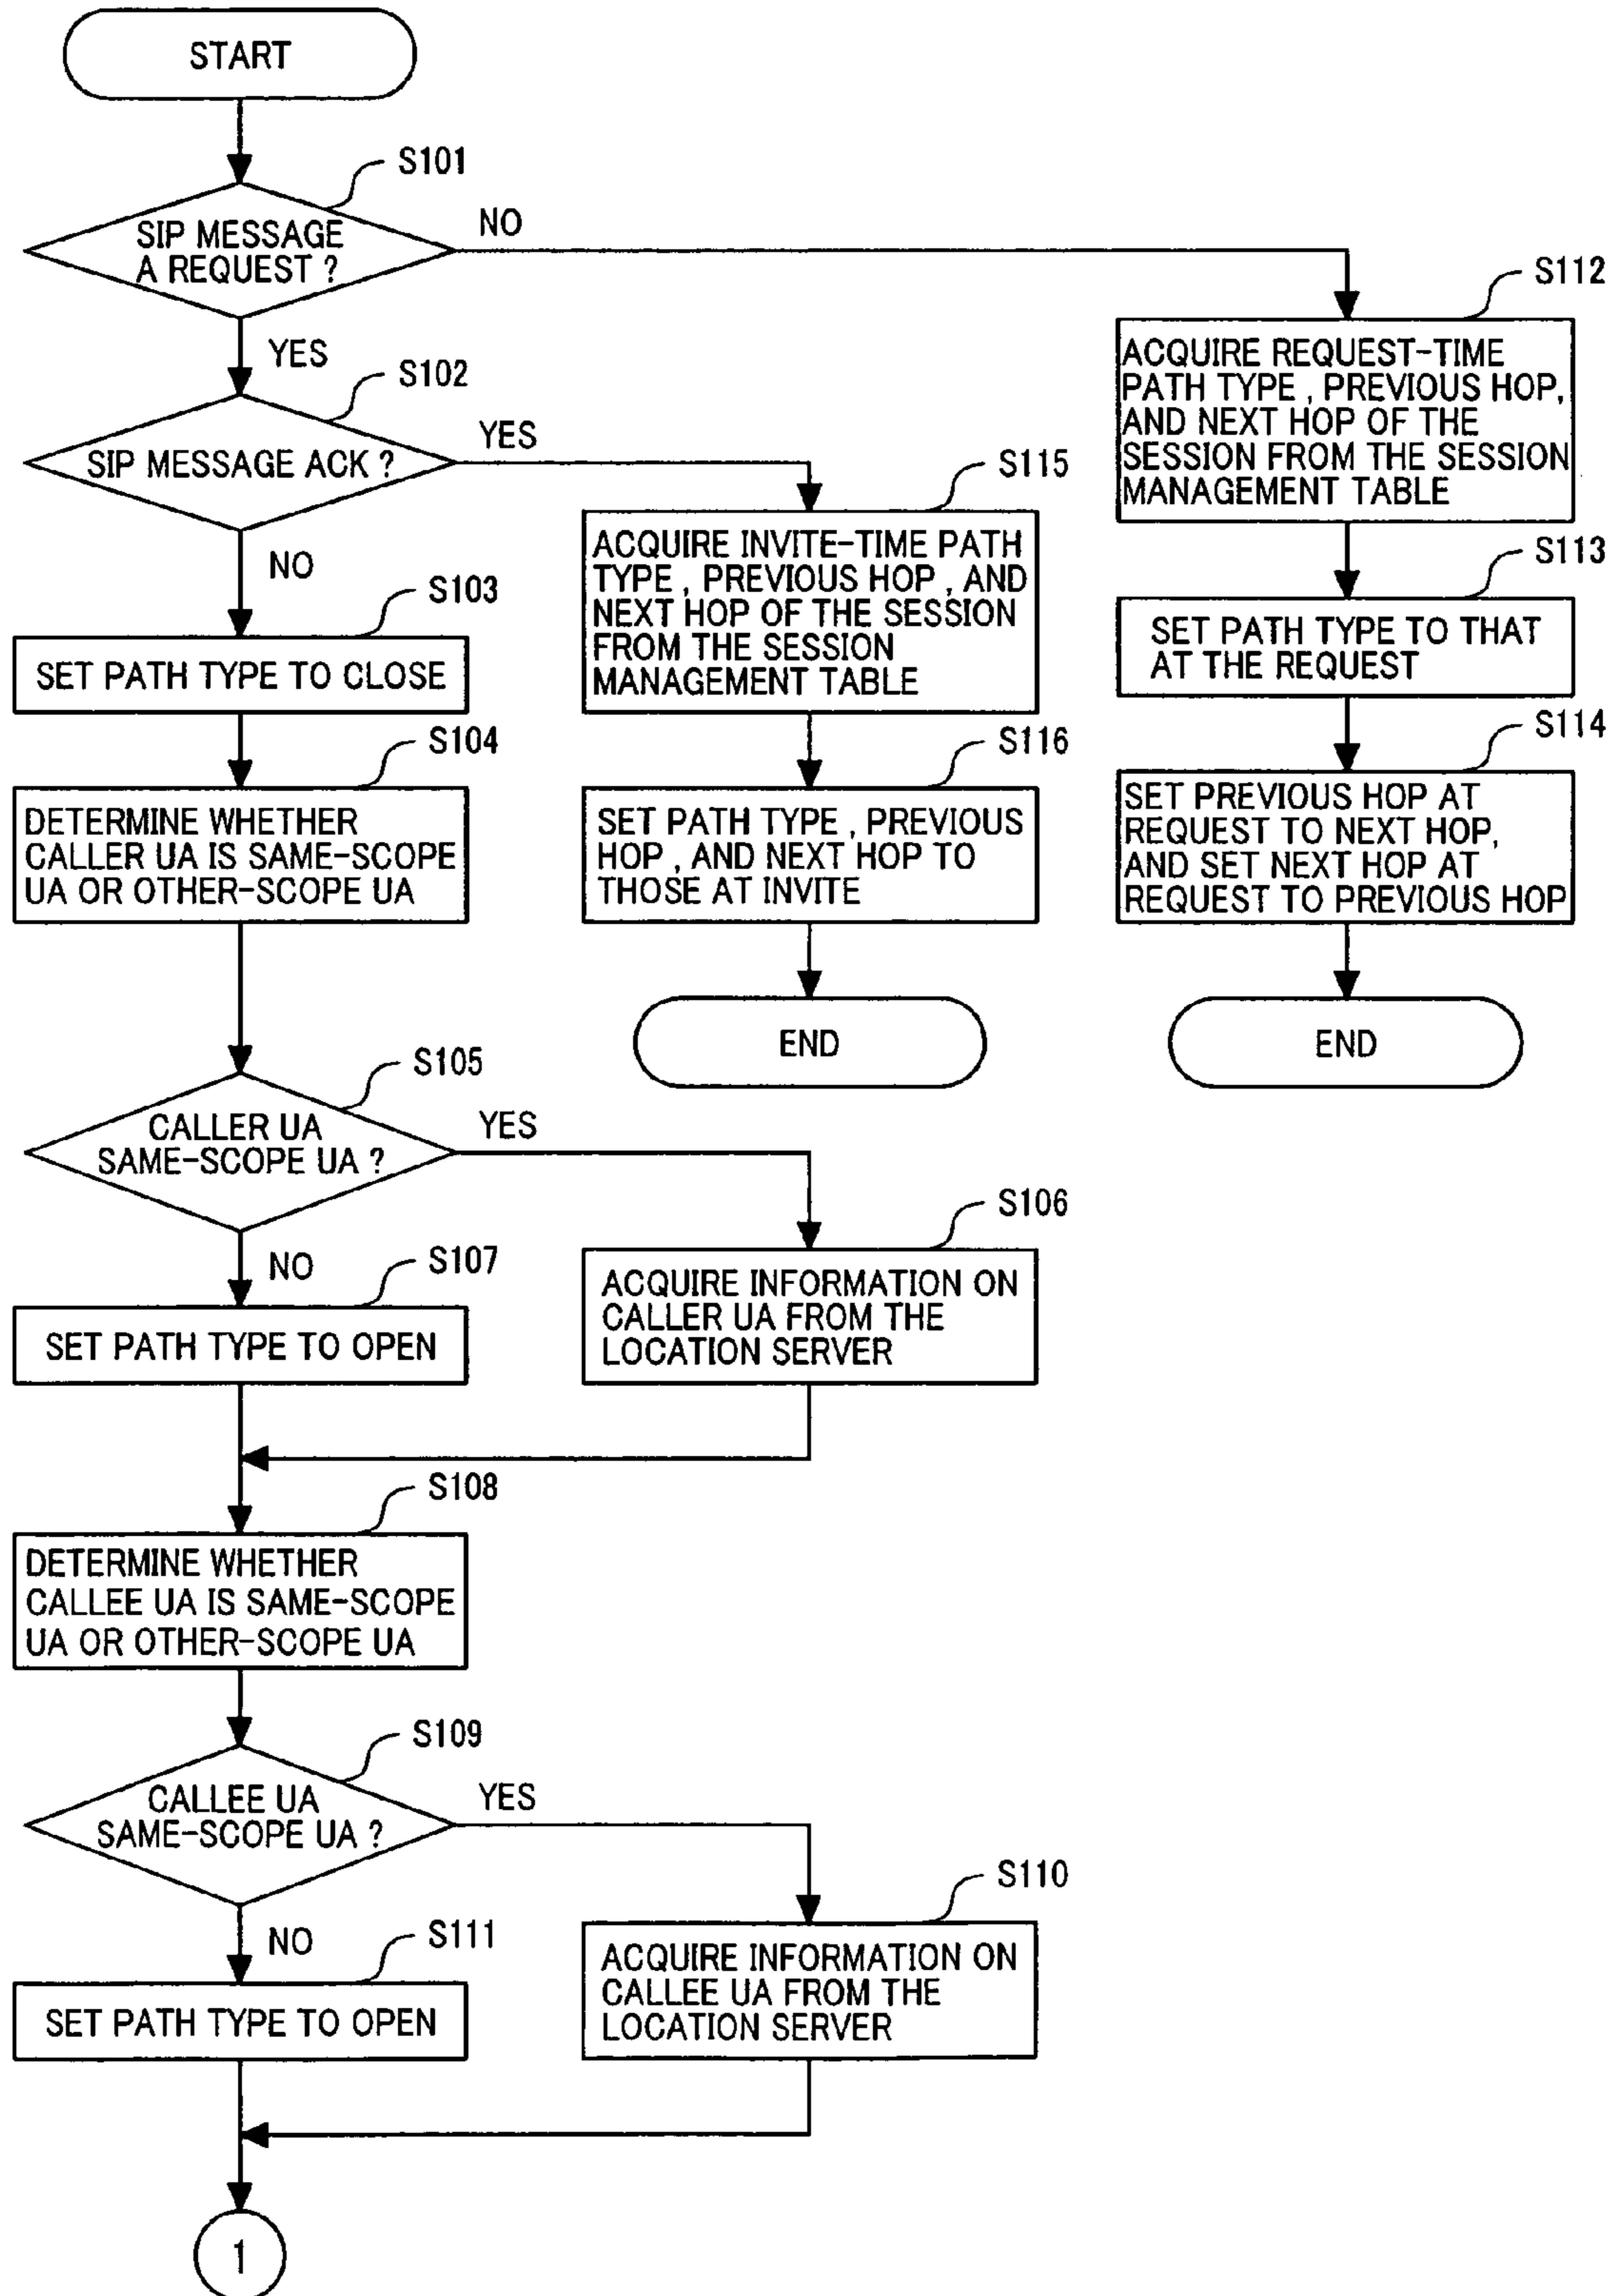 START
S101
SIP MESSAGE
A REQUEST ?
NO
YES
S102
SIP MESSAGE ACK ?
YES
NO
S103
SET PATH TYPE TO CLOSE
S104
DETERMINE WHETHER
CALLER UA IS SAME-SCOPE
UA OR OTHER-SCOPE UA
S115
ACQUIRE INVITE-TIME PATH
TYPE , PREVIOUS HOP , AND
NEXT HOP OF THE SESSION
FROM THE SESSION
MANAGEMENT TABLE
S116
SET PATH TYPE , PREVIOUS
HOP , AND NEXT HOP TO
THOSE AT INVITE
END
S112
ACQUIRE REQUEST-TIME
PATH TYPE , PREVIOUS HOP,
AND NEXT HOP OF THE
SESSION FROM THE SESSION
MANAGEMENT TABLE
S113
SET PATH TYPE TO THAT
AT THE REQUEST
S114
SET PREVIOUS HOP AT
REQUEST TO NEXT HOP,
AND SET NEXT HOP AT
REQUEST TO PREVIOUS HOP
END
S105
CALLER UA
SAME-SCOPE UA ?
YES
NO
S106
ACQUIRE INFORMATION ON
CALLER UA FROM THE
LOCATION SERVER
S107
SET PATH TYPE TO OPEN
S108
DETERMINE WHETHER
CALLEE UA IS SAME-SCOPE
UA OR OTHER-SCOPE UA
S109
CALLEE UA
SAME-SCOPE UA ?
YES
NO
S110
ACQUIRE INFORMATION ON
CALLEE UA FROM THE
LOCATION SERVER
S111
SET PATH TYPE TO OPEN
1